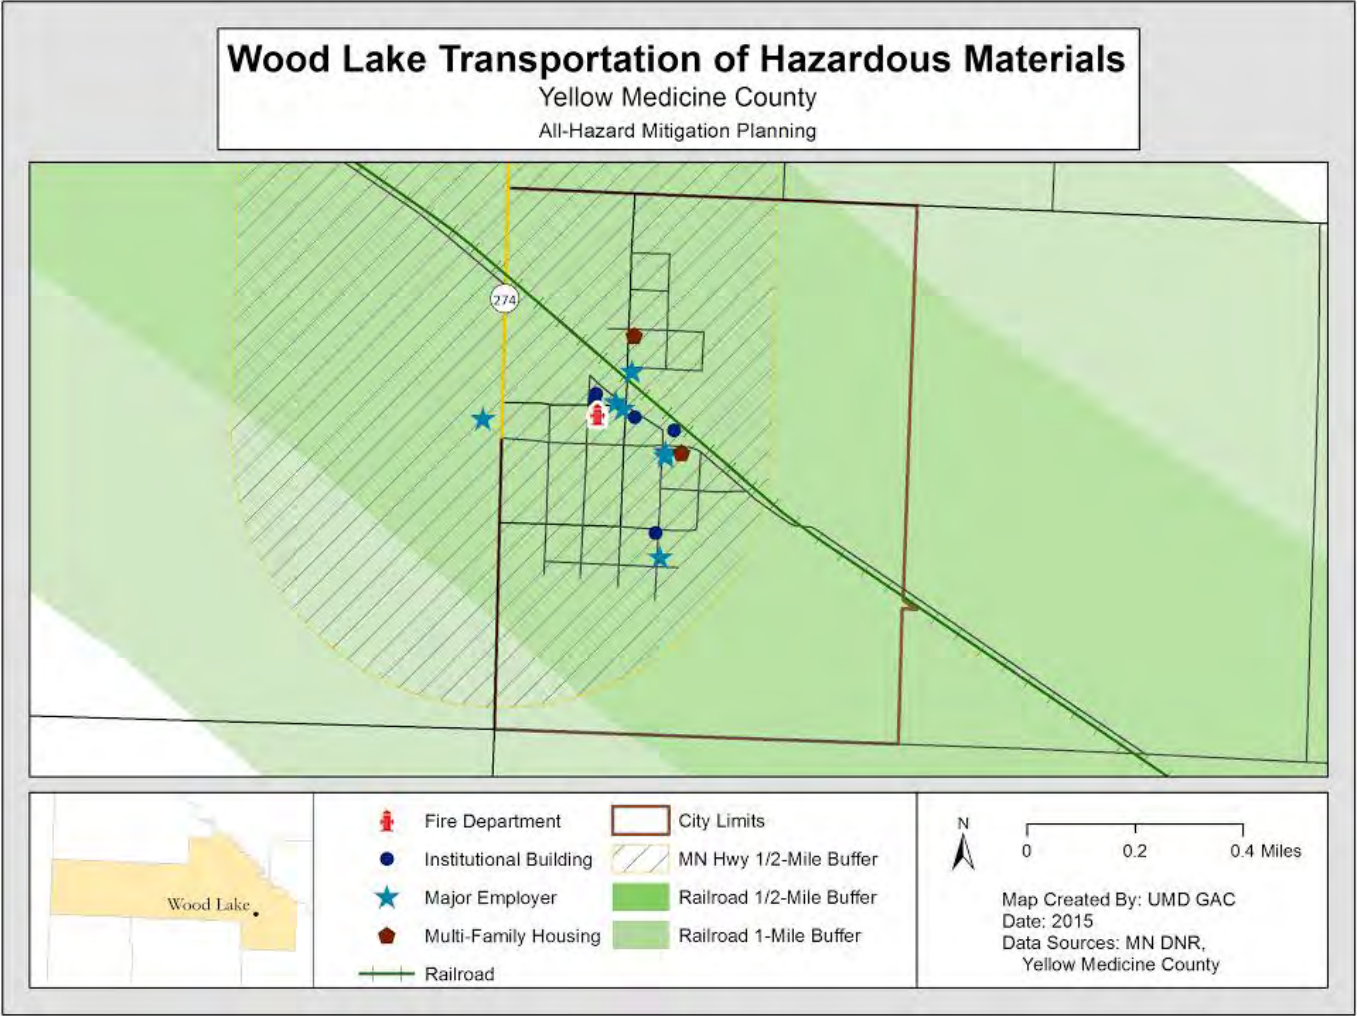 Wood Lake Transportation of Hazardous Materials
Yellow Medicine County
All-Hazard Mitigation Planning
274
Wood Lake
Fire Department
Institutional Building
Major Employer
Multi-Family Housing
Railroad
City Limits
MN Hwy 1/2-Mile Buffer
Railroad 1/2-Mile Buffer
Railroad 1-Mile Buffer
N
0 0.2 0.4 Miles
Map Created By: UMD GAC
Date: 2015
Data Sources: MN DNR,
Yellow Medicine County